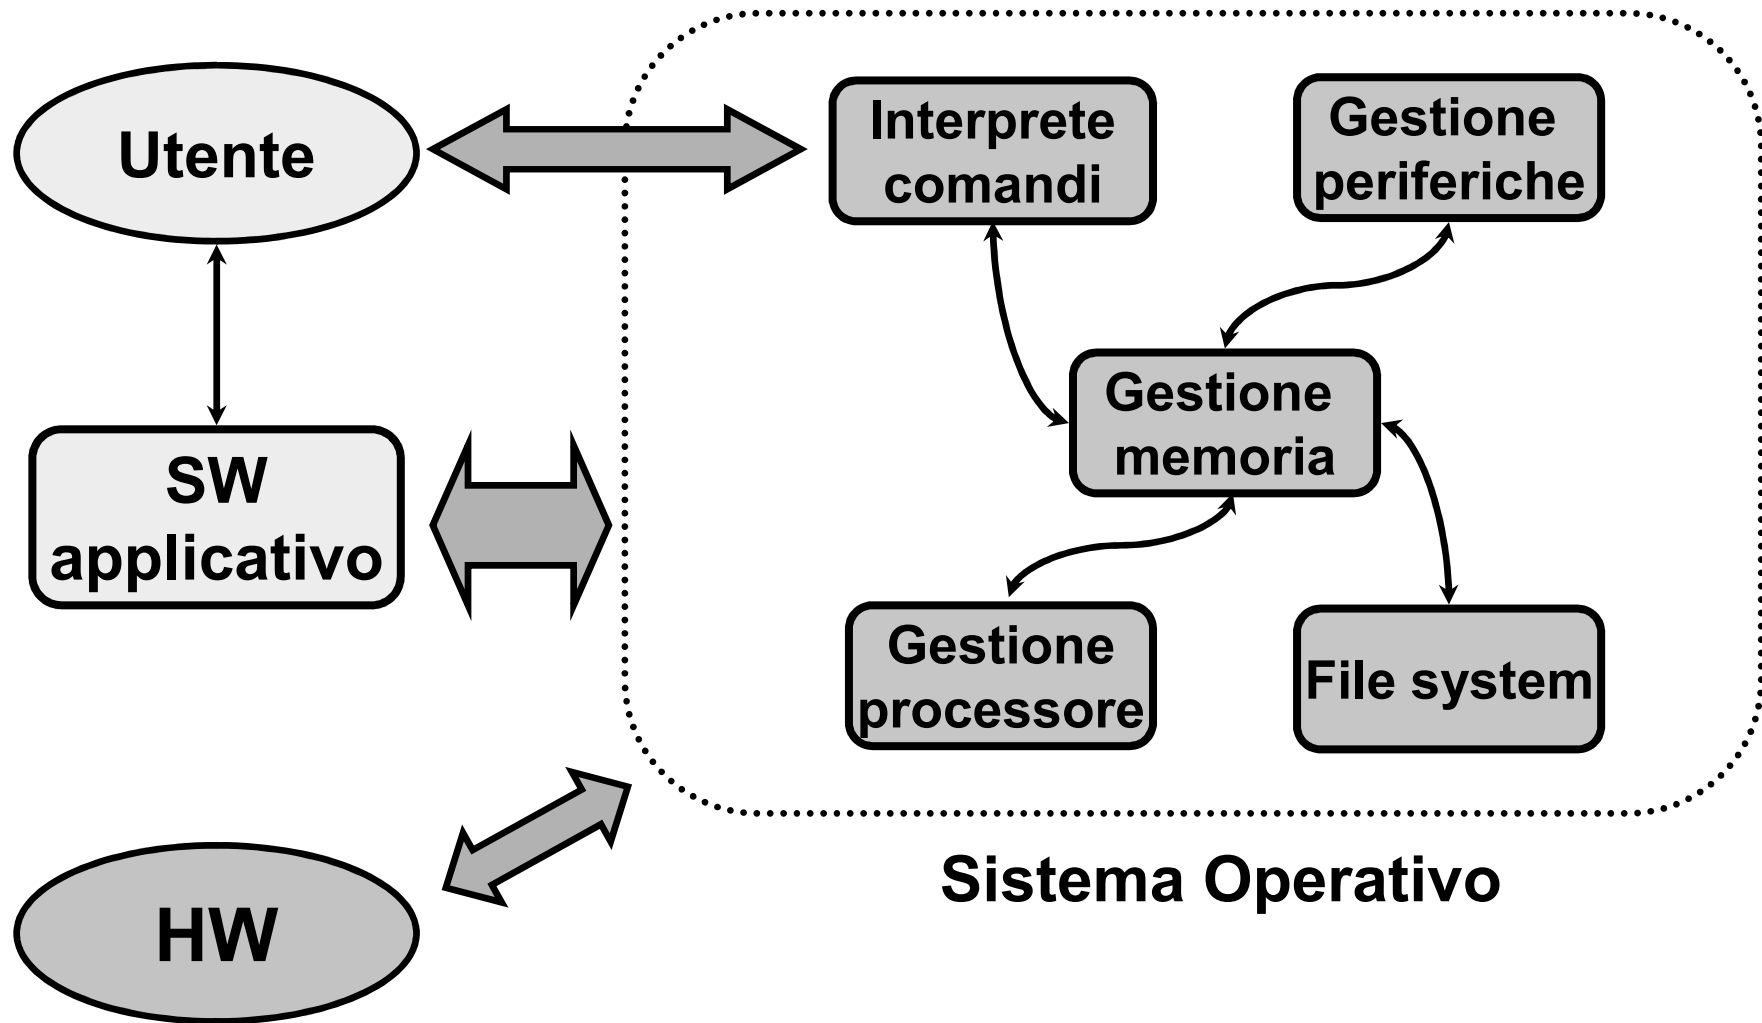 Utente
Interprete
comandi
Gestione
periferiche
SW
applicativo
Gestione
memoria
Gestione
processore
File system
HW
Sistema Operativo